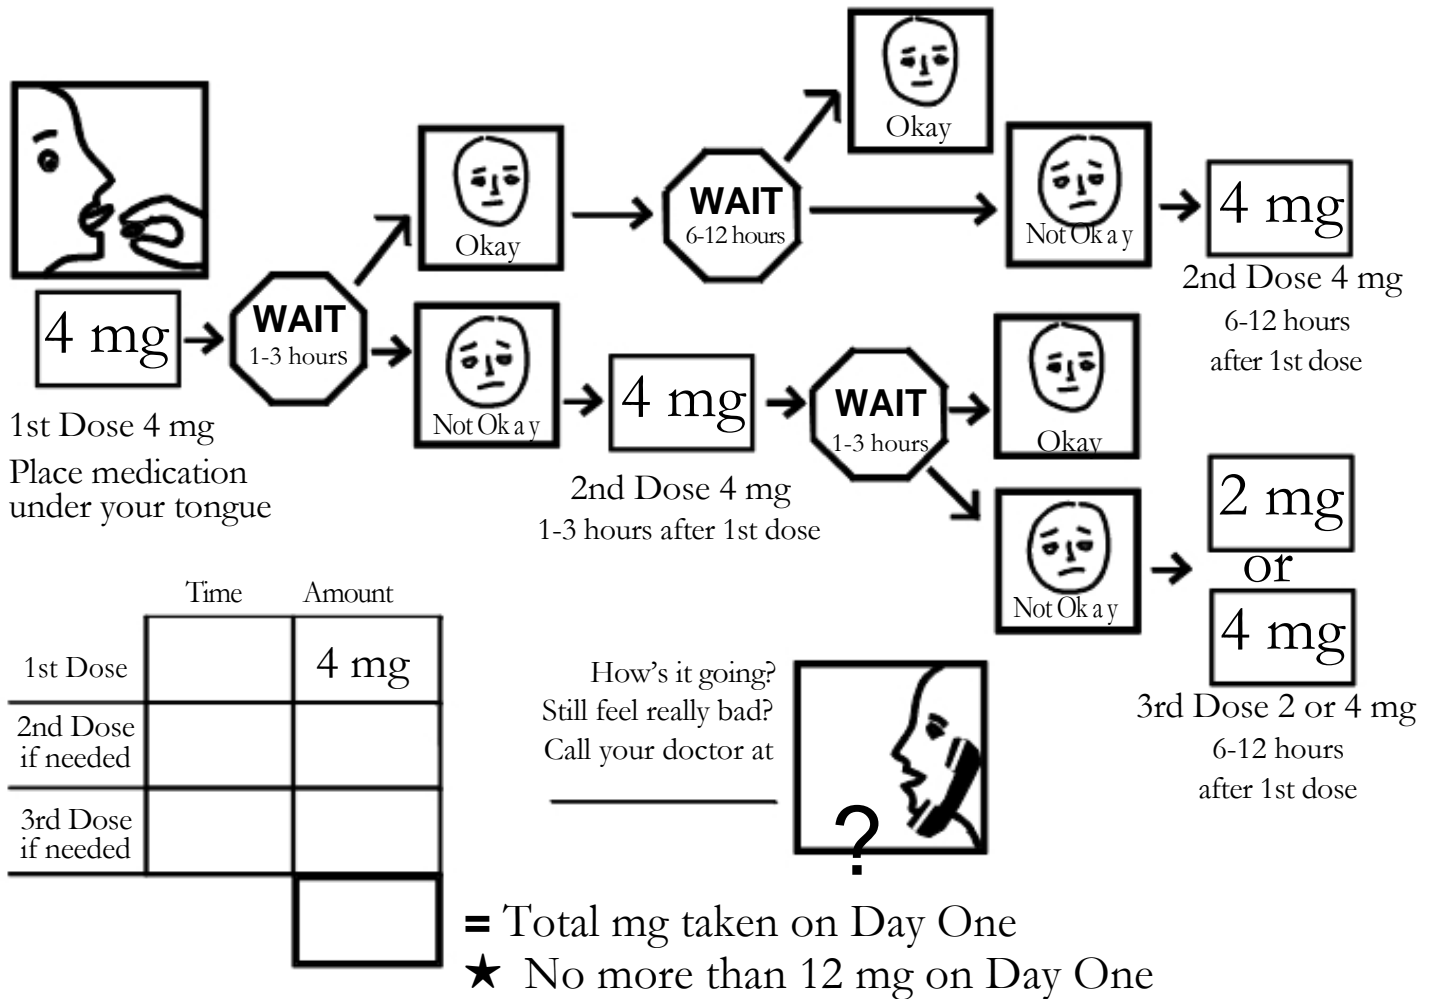 Okay
Okay
WAIT
6-12 hours
Not Okay
4 mg
2nd Dose 4 mg
6-12 hours
after 1st dose
4 mg
WAIT
1-3 hours
1st Dose 4 mg
Place medication
under your tongue
Not Okay
4 mg
2nd Dose 4 mg
1-3 hours after 1st dose
WAIT
1-3 hours
Okay
Not Okay
2 mg
or
4 mg
3rd Dose 2 or 4 mg
6-12 hours
after 1st dose
Time Amount
1st Dose 4 mg
2nd Dose
if needed
3rd Dose
if needed
How's it going?
Still feel really bad?
Call your doctor at
?
= Total mg taken on Day One
★ No more than 12 mg on Day One